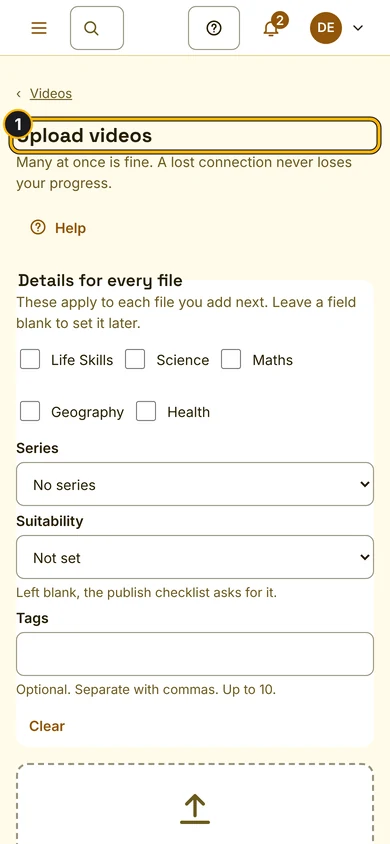 2
DE
‹ Videos
1
Upload videos
Many at once is fine. A lost connection never loses
your progress.
Help
Details for every file
These apply to each file you add next. Leave a field
blank to set it later.
Life Skills Science Maths
Geography Health
Series
No series
Suitability
Not set
Left blank, the publish checklist asks for it.
Tags
Optional. Separate with commas. Up to 10.
Clear